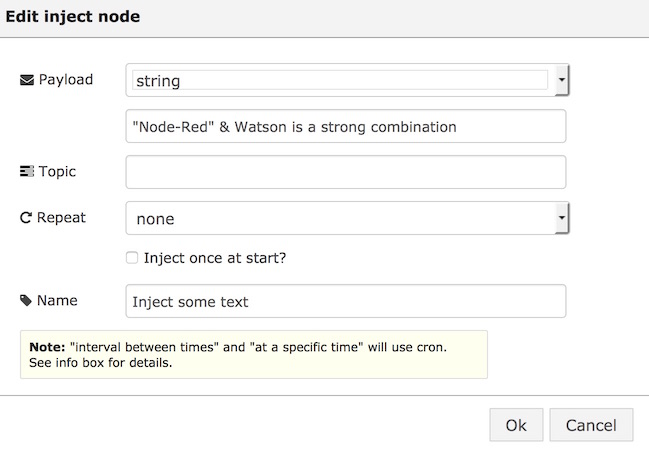 Edit inject node
Payload
string
"Node-Red" & Watson is a strong combination
Topic
Repeat
none
Inject once at start?
Name
Inject some text
Note: "interval between times" and "at a specific time" will use cron.
See info box for details.
Ok
Cancel